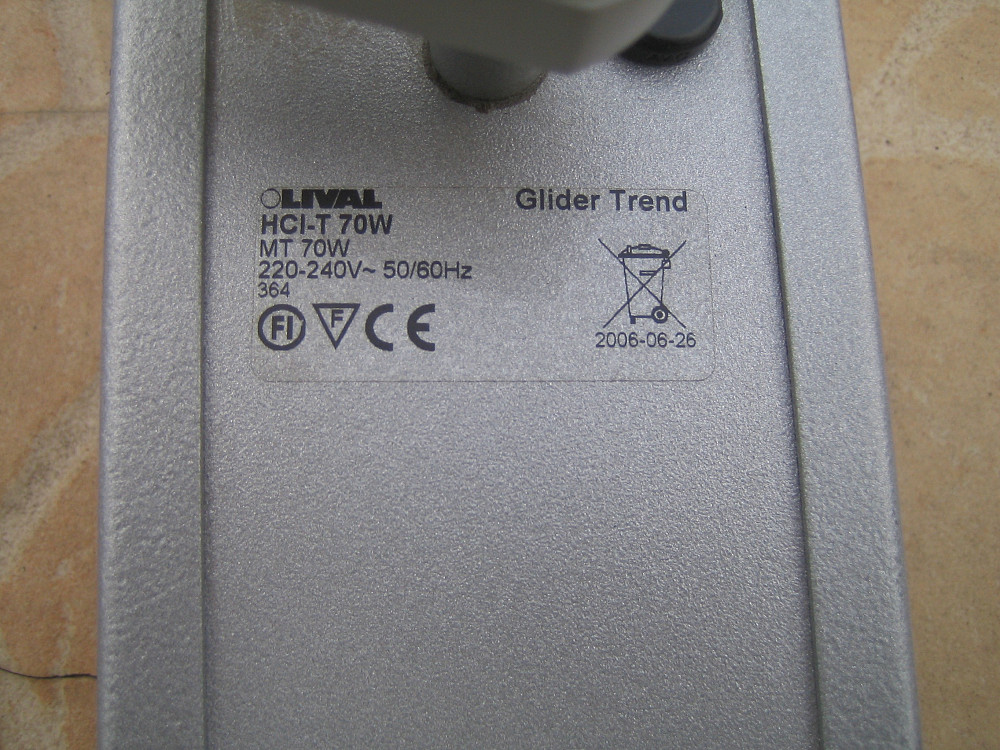 LIVAL
Glider Trend
HCI-T 70W
MT 70W
220-240V~ 50/60Hz
364
FI F CE
2006-06-26